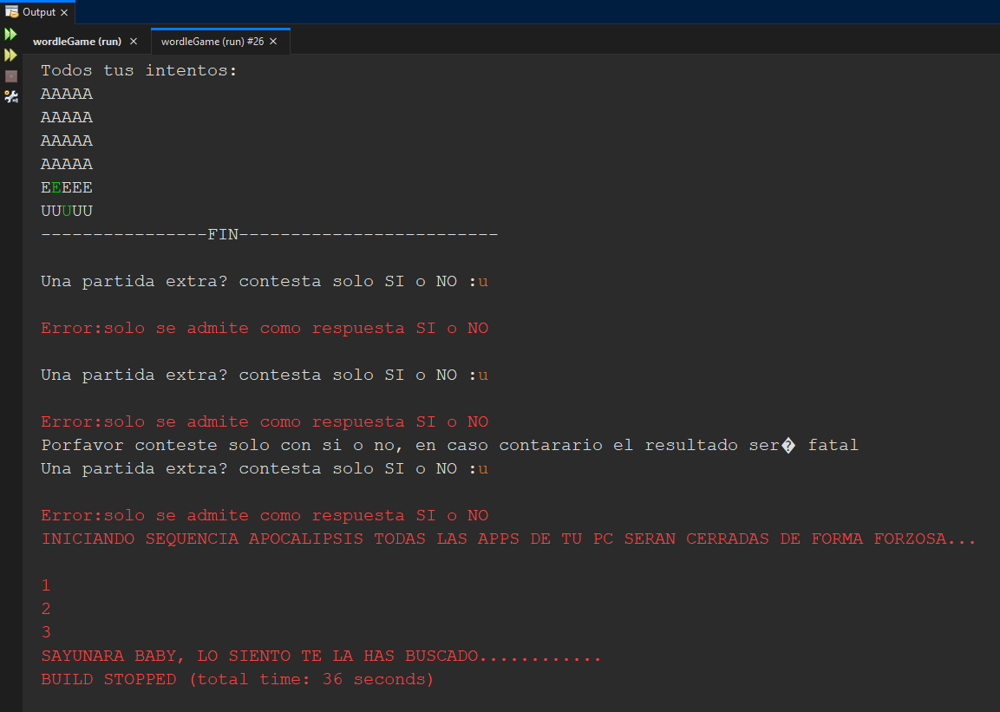 Output
wordleGame (run)
wordleGame (run) #26
Todos tus intentos:
AAAAA
AAAAA
AAAAA
AAAAA
EEEEE
UUUUU
----------------FIN-------------------------
Una partida extra? contesta solo SI o NO :u
Error:solo se admite como respuesta SI o NO
Una partida extra? contesta solo SI o NO :u
Error:solo se admite como respuesta SI o NO
Porfavor conteste solo con si o no, en caso contarario el resultado ser� fatal
Una partida extra? contesta solo SI o NO :u
Error:solo se admite como respuesta SI o NO
INICIANDO SEQUENCIA APOCALIPSIS TODAS LAS APPS DE TU PC SERAN CERRADAS DE FORMA FORZOSA...
1
2
3
SAYUNARA BABY, LO SIENTO TE LA HAS BUSCADO............
BUILD STOPPED (total time: 36 seconds)